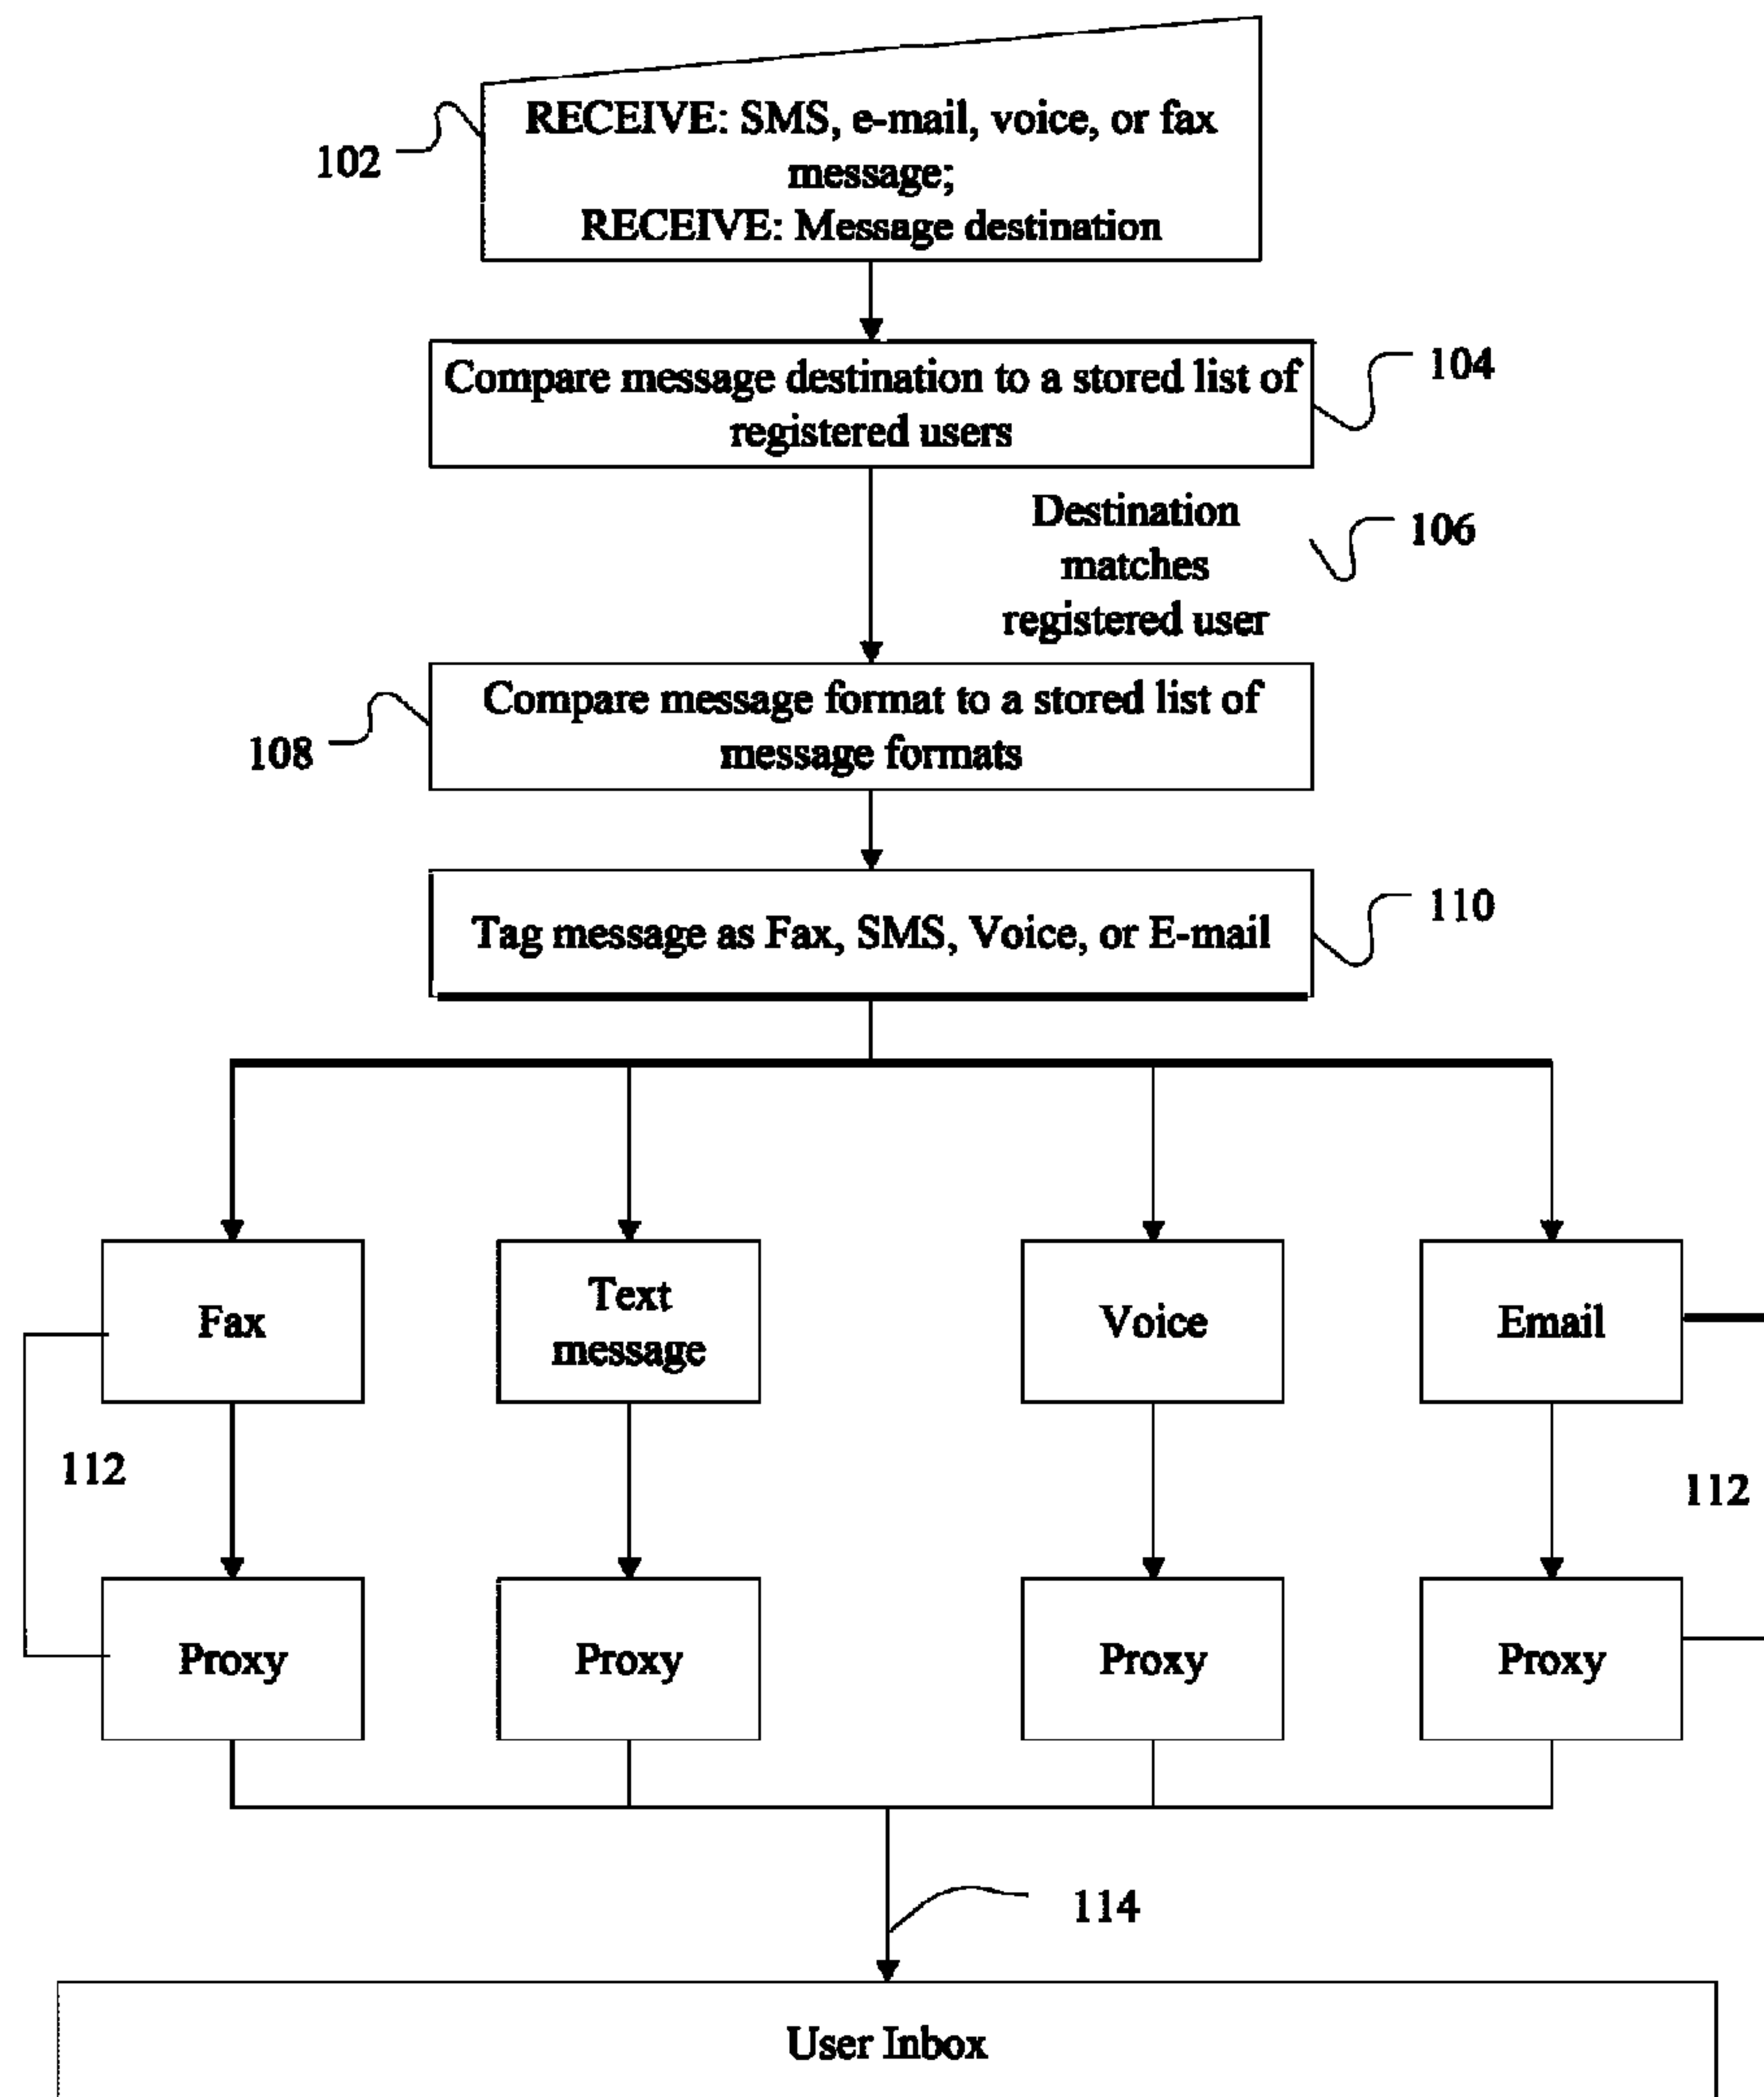 RECEIVE: SMS, e-mail, voice, or fax
message;
RECEIVE: Message destination
102
Compare message destination to a stored list of
registered users
104
Destination
matches
registered user
106
Compare message format to a stored list of
message formats
108
Tag message as Fax, SMS, Voice, or E-mail
110
Fax
Text
message
Voice
Email
112
112
Proxy
Proxy
Proxy
Proxy
114
User Inbox